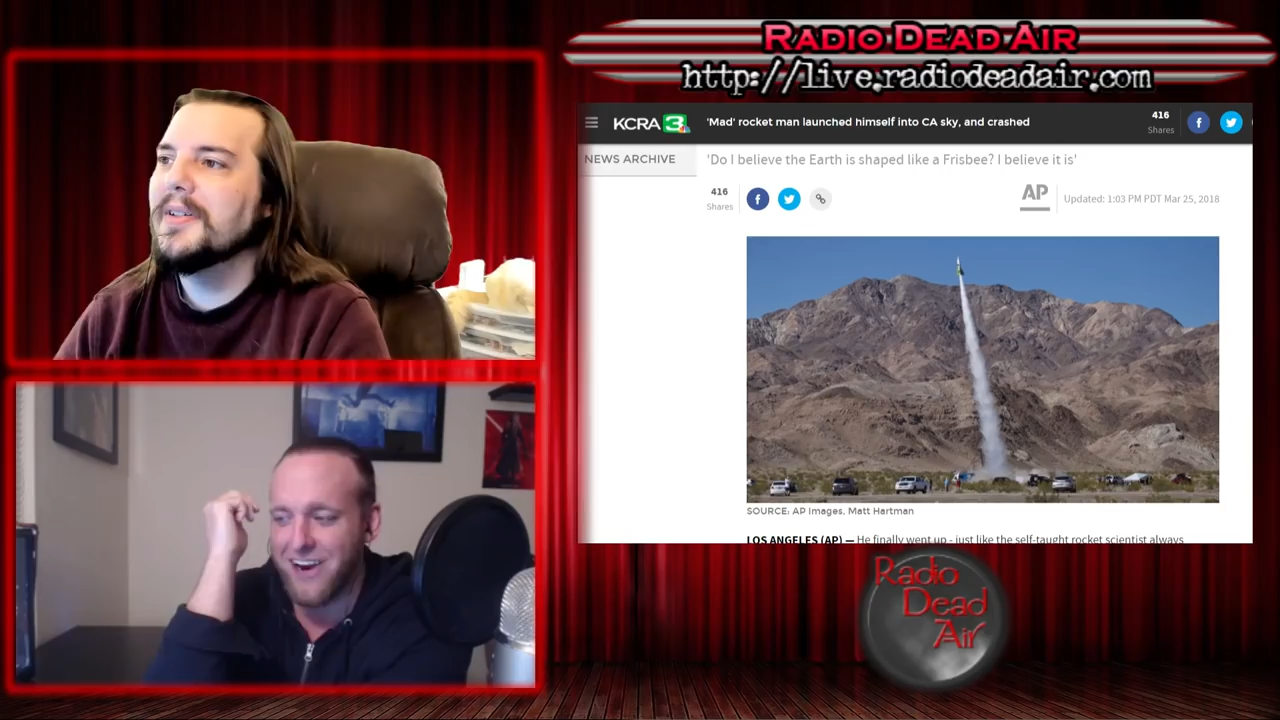 RADIO DEAD AIR
http://live.radiodeadair.com
KCRA 3
'Mad' rocket man launched himself into CA sky, and crashed
416
Shares
NEWS ARCHIVE
'Do I believe the Earth is shaped like a Frisbee? I believe it is'
416
Shares
AP
Updated: 1:03 PM PDT Mar 25, 2018
SOURCE: AP Images, Matt Hartman
LOS ANGELES (AP) — He finally went up - just like the self-taught rocket scientist always
Radio
Dead
Air